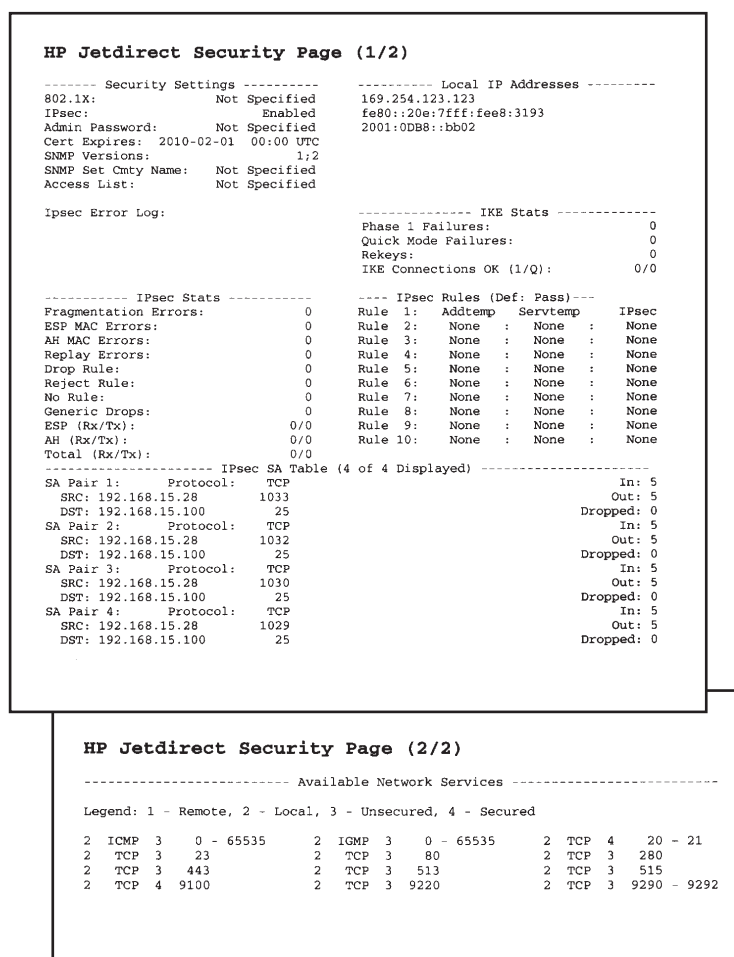 HP Jetdirect Security Page (1/2)
------- Security Settings ----------
802.1X: Not Specified
IPsec: Enabled
Admin Password: Not Specified
Cert Expires: 2010-02-01 00:00 UTC
SNMP Versions: 1;2
SNMP Set Cmty Name: Not Specified
Access List: Not Specified
---------- Local IP Addresses ---------
169.254.123.123
fe80::20e:7fff:fee8:3193
2001:0DB8::bb02
Ipsec Error Log:
--------------- IKE Stats ------------
Phase 1 Failures: 0
Quick Mode Failures: 0
Rekeys: 0
IKE Connections OK (1/Q): 0/0
----------- IPsec Stats -----------
Fragmentation Errors: 0
ESP MAC Errors: 0
AH MAC Errors: 0
Replay Errors: 0
Drop Rule: 0
Reject Rule: 0
No Rule: 0
Generic Drops: 0
ESP (Rx/Tx): 0/0
AH (Rx/Tx): 0/0
Total (Rx/Tx): 0/0
---- IPsec Rules (Def: Pass)---
Rule 1: Addtemp Servtemp IPsec
Rule 2: None : None : None
Rule 3: None : None : None
Rule 4: None : None : None
Rule 5: None : None : None
Rule 6: None : None : None
Rule 7: None : None : None
Rule 8: None : None : None
Rule 9: None : None : None
Rule 10: None : None : None
---------------------- IPsec SA Table (4 of 4 Displayed) ----------------------
SA Pair 1: Protocol: TCP In: 5
SRC: 192.168.15.28 1033 Out: 5
DST: 192.168.15.100 25 Dropped: 0
SA Pair 2: Protocol: TCP In: 5
SRC: 192.168.15.28 1032 Out: 5
DST: 192.168.15.100 25 Dropped: 0
SA Pair 3: Protocol: TCP In: 5
SRC: 192.168.15.28 1030 Out: 5
DST: 192.168.15.100 25 Dropped: 0
SA Pair 4: Protocol: TCP In: 5
SRC: 192.168.15.28 1029 Out: 5
DST: 192.168.15.100 25 Dropped: 0
HP Jetdirect Security Page (2/2)
-------------------------- Available Network Services --------------------------
Legend: 1 - Remote, 2 - Local, 3 - Unsecured, 4 - Secured
2 ICMP 3 0 - 65535 2 IGMP 3 0 - 65535 2 TCP 4 20 - 21
2 TCP 3 23 2 TCP 3 80 2 TCP 3 280
2 TCP 3 443 2 TCP 3 513 2 TCP 3 515
2 TCP 4 9100 2 TCP 3 9220 2 TCP 3 9290 - 9292